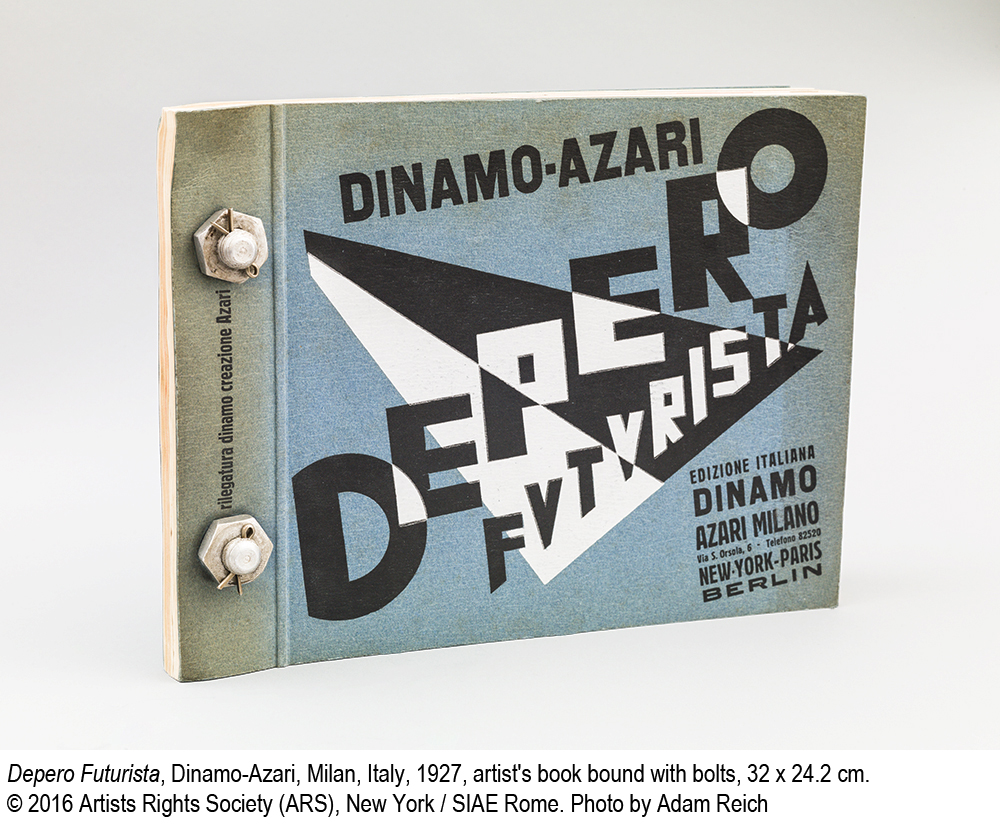 DINAMO-AZARI
DEPERO
FVTVRISTA
rilegatura dinamo creazione Azari
EDIZIONE ITALIANA
DINAMO
AZARI MILANO
Via S. Orsola, 6 - Telefono 82520
NEW-YORK-PARIS
BERLIN
Depero Futurista, Dinamo-Azari, Milan, Italy, 1927, artist's book bound with bolts, 32 x 24.2 cm.
© 2016 Artists Rights Society (ARS), New York / SIAE Rome. Photo by Adam Reich